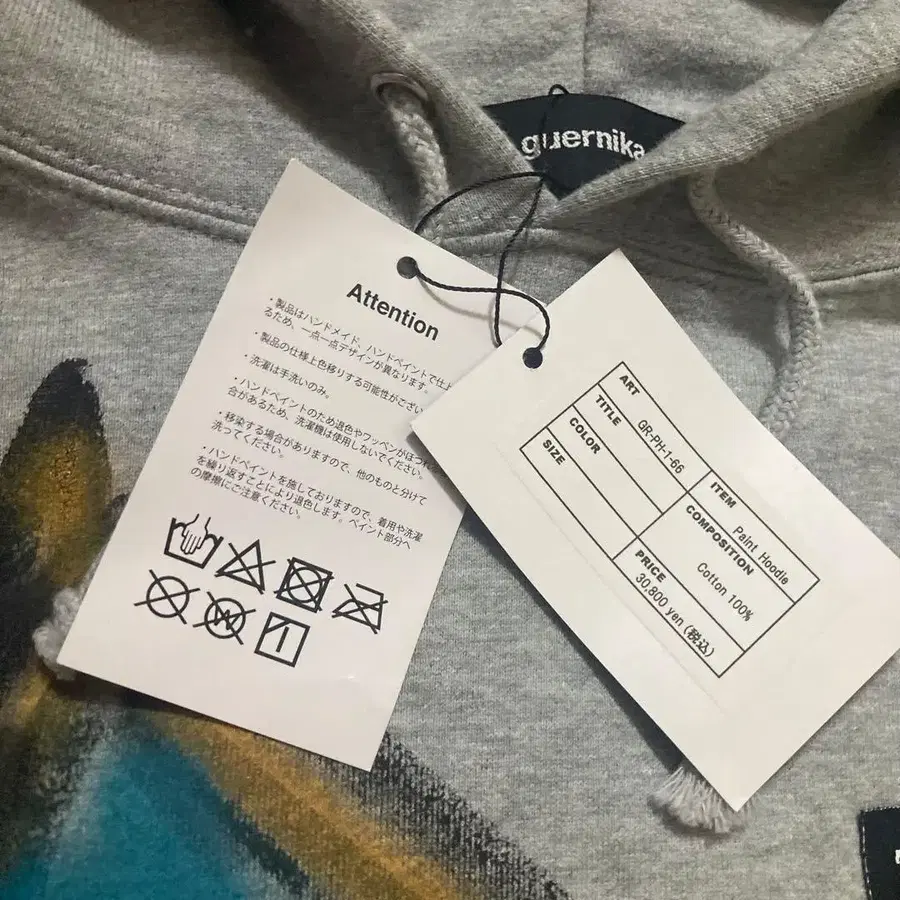 guernika
Attention
・製品はハンドメイド、ハンドペイントで仕上
るため、一点一点デザインが異なります。
・製品の仕様上色移りする可能性がござい
・洗濯は手洗いのみ。
・ハンドペイントのため退色やワッペンがほつれ
合があるため、洗濯機は使用しないでください。
・移染する場合がありますので、他のものと分けて
洗ってください。
・ハンドペイントを施しておりますので、着用や洗濯
を繰り返すことにより退色します。ペイント部分へ
の摩擦にご注意ください。
W
ART
GR-PH-1-66
TITLE
COLOR
SIZE
ITEM
Paint Hoodie
COMPOSITION
Cotton 100%
PRICE
30,800 yen (税込)